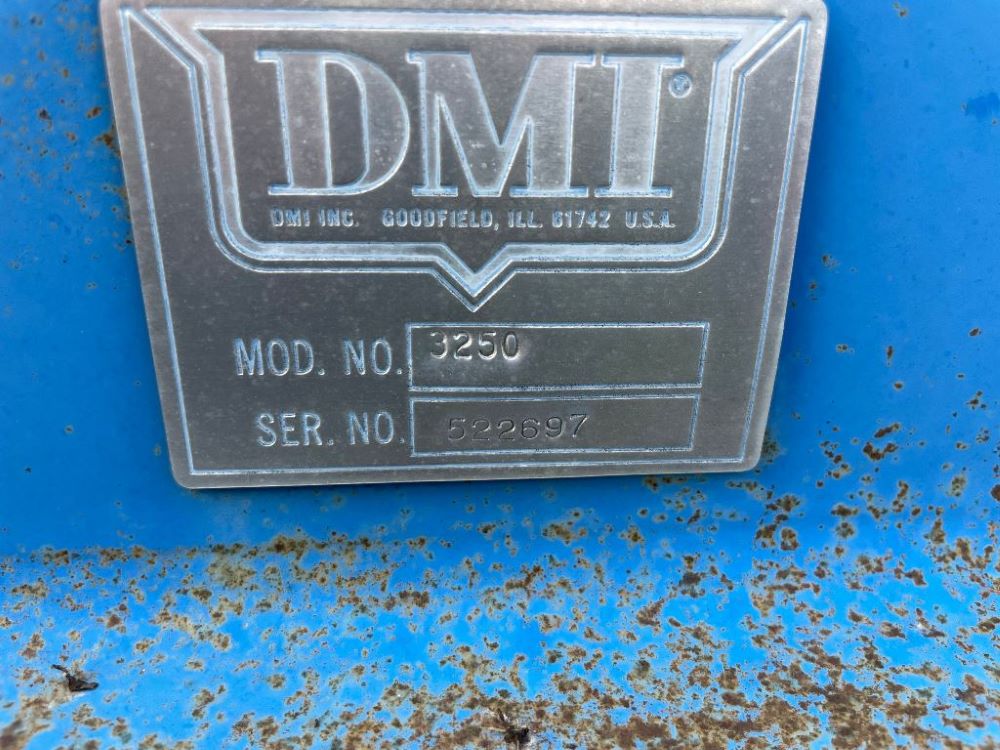 DMI®
DMI INC. GOODFIELD, ILL. 61742 U.S.A.
MOD. NO. 3250
SER. NO. 522697